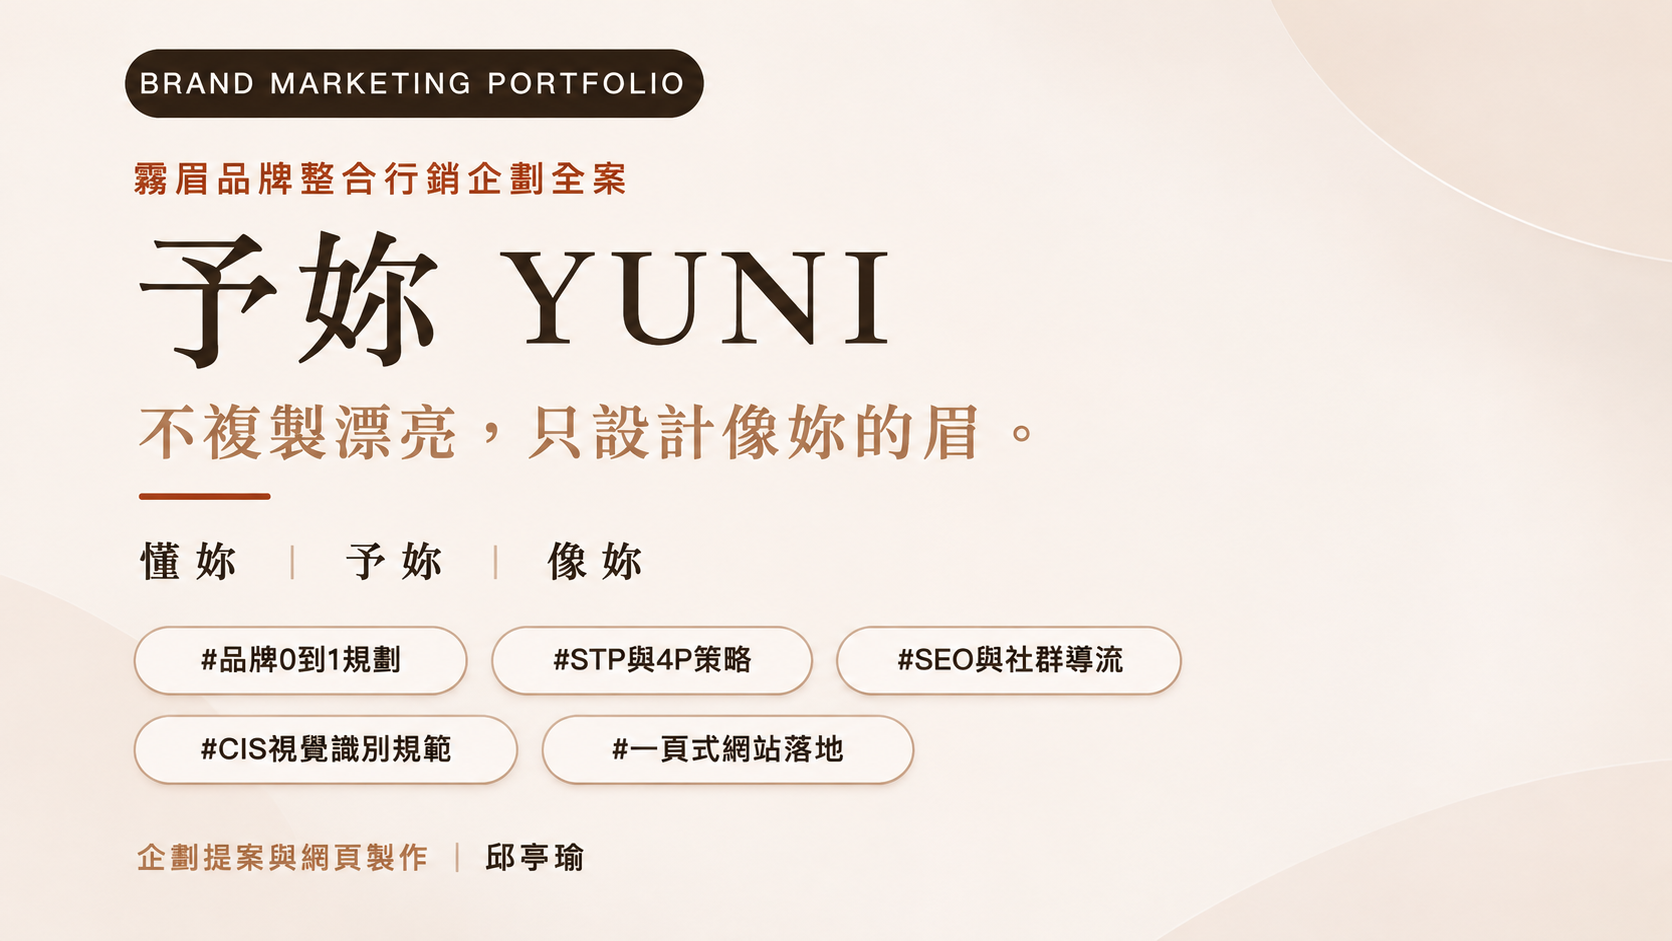 BRAND MARKETING PORTFOLIO
霧眉品牌整合行銷企劃全案
予妳 YUNI
不複製漂亮，只設計像妳的眉。
懂妳 | 予妳 | 像妳
#品牌0到1規劃 #STP與4P策略 #SEO與社群導流
#CIS視覺識別規範 #一頁式網站落地
企劃提案與網頁製作 | 邱亭瑜